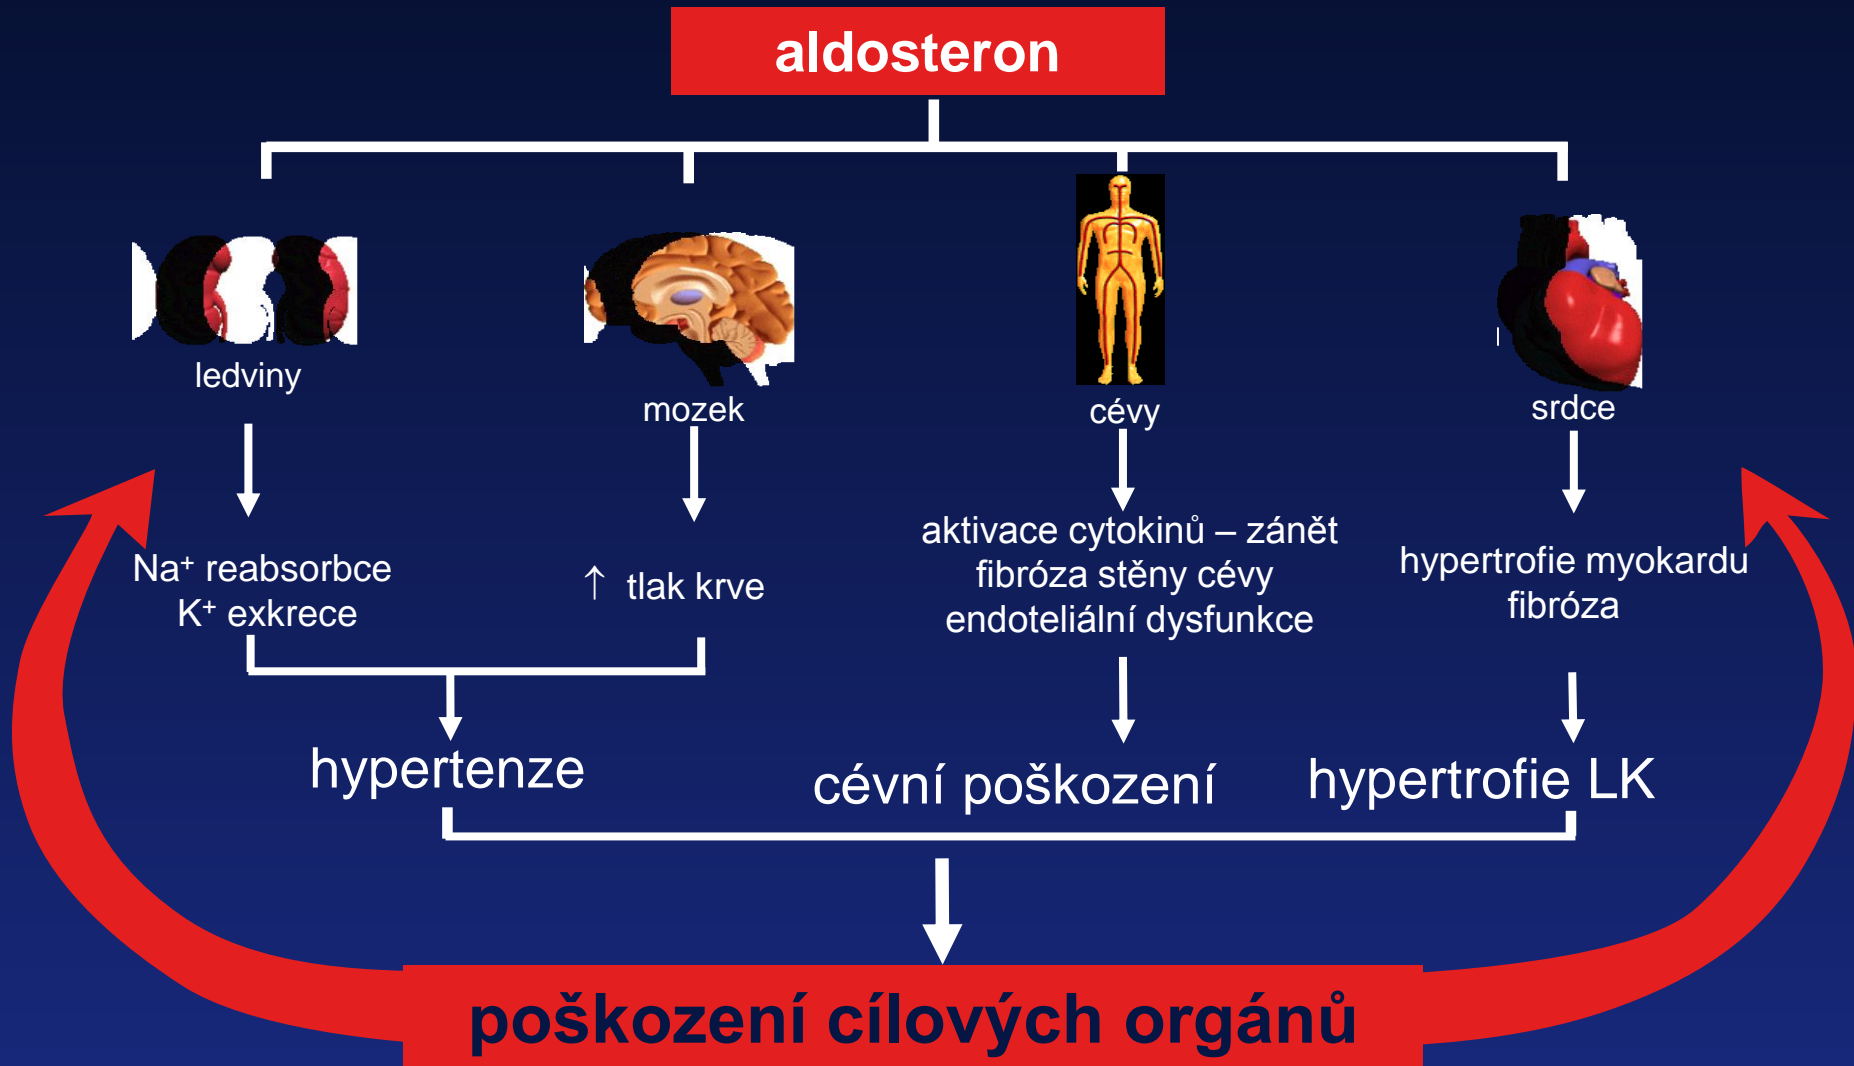 aldosteron
ledviny
mozek
cévy
srdce
Na⁺ reabsorbce
K⁺ exkrece
↑ tlak krve
aktivace cytokinů – zánět
fibróza stěny cévy
endoteliální dysfunkce
hypertrofie myokardu
fibróza
hypertenze
cévní poškození
hypertrofie LK
poškození cílových orgánů